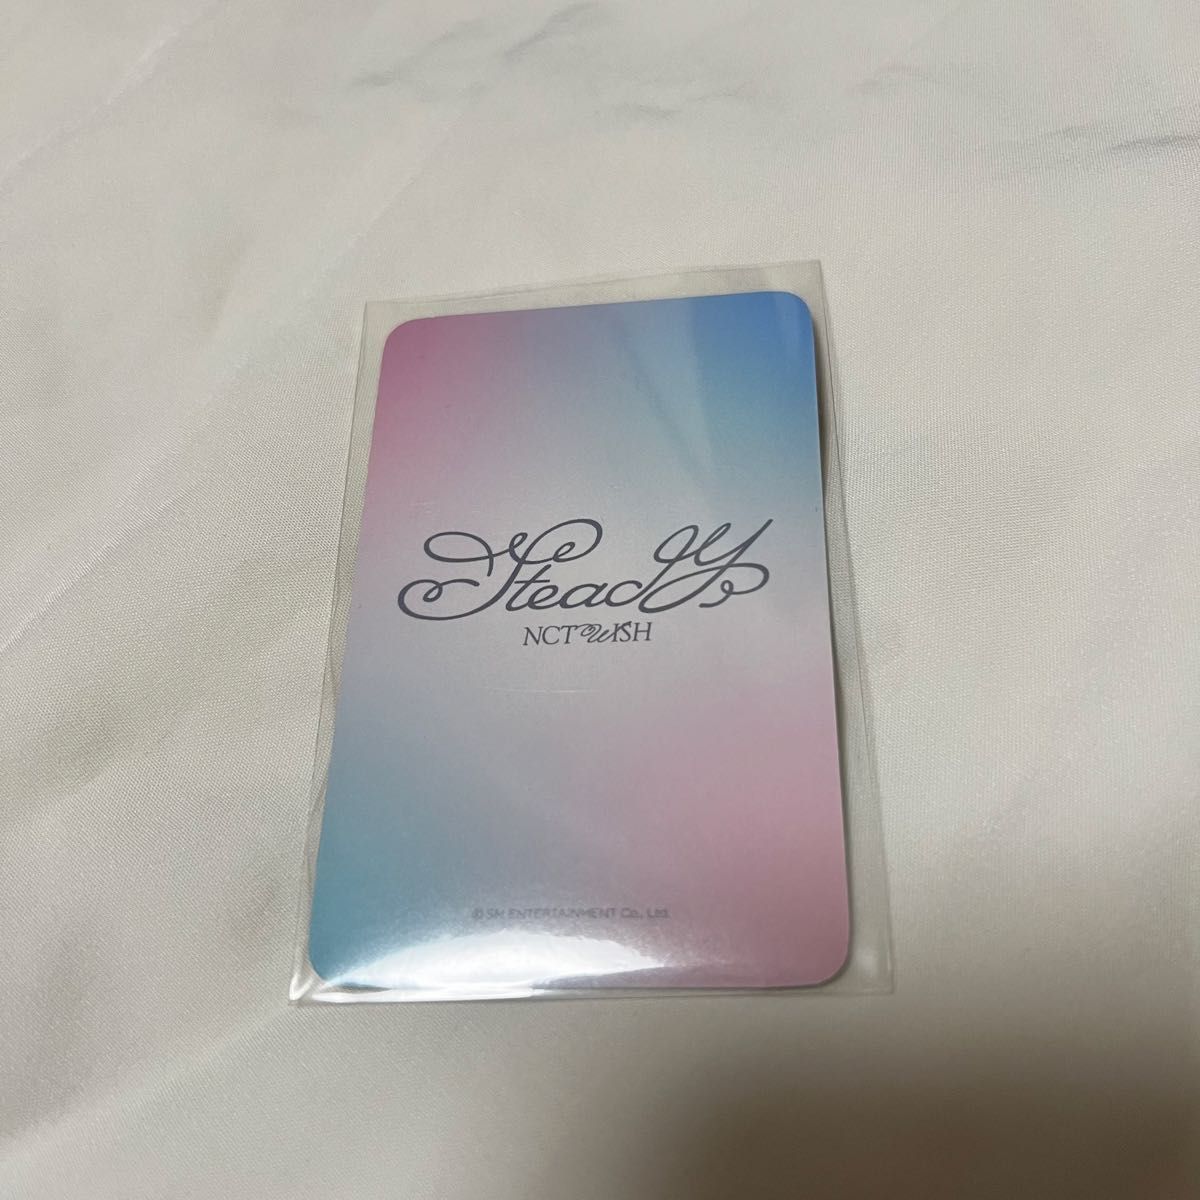 Steady
NCT WISH
© SM ENTERTAINMENT Co., Ltd.